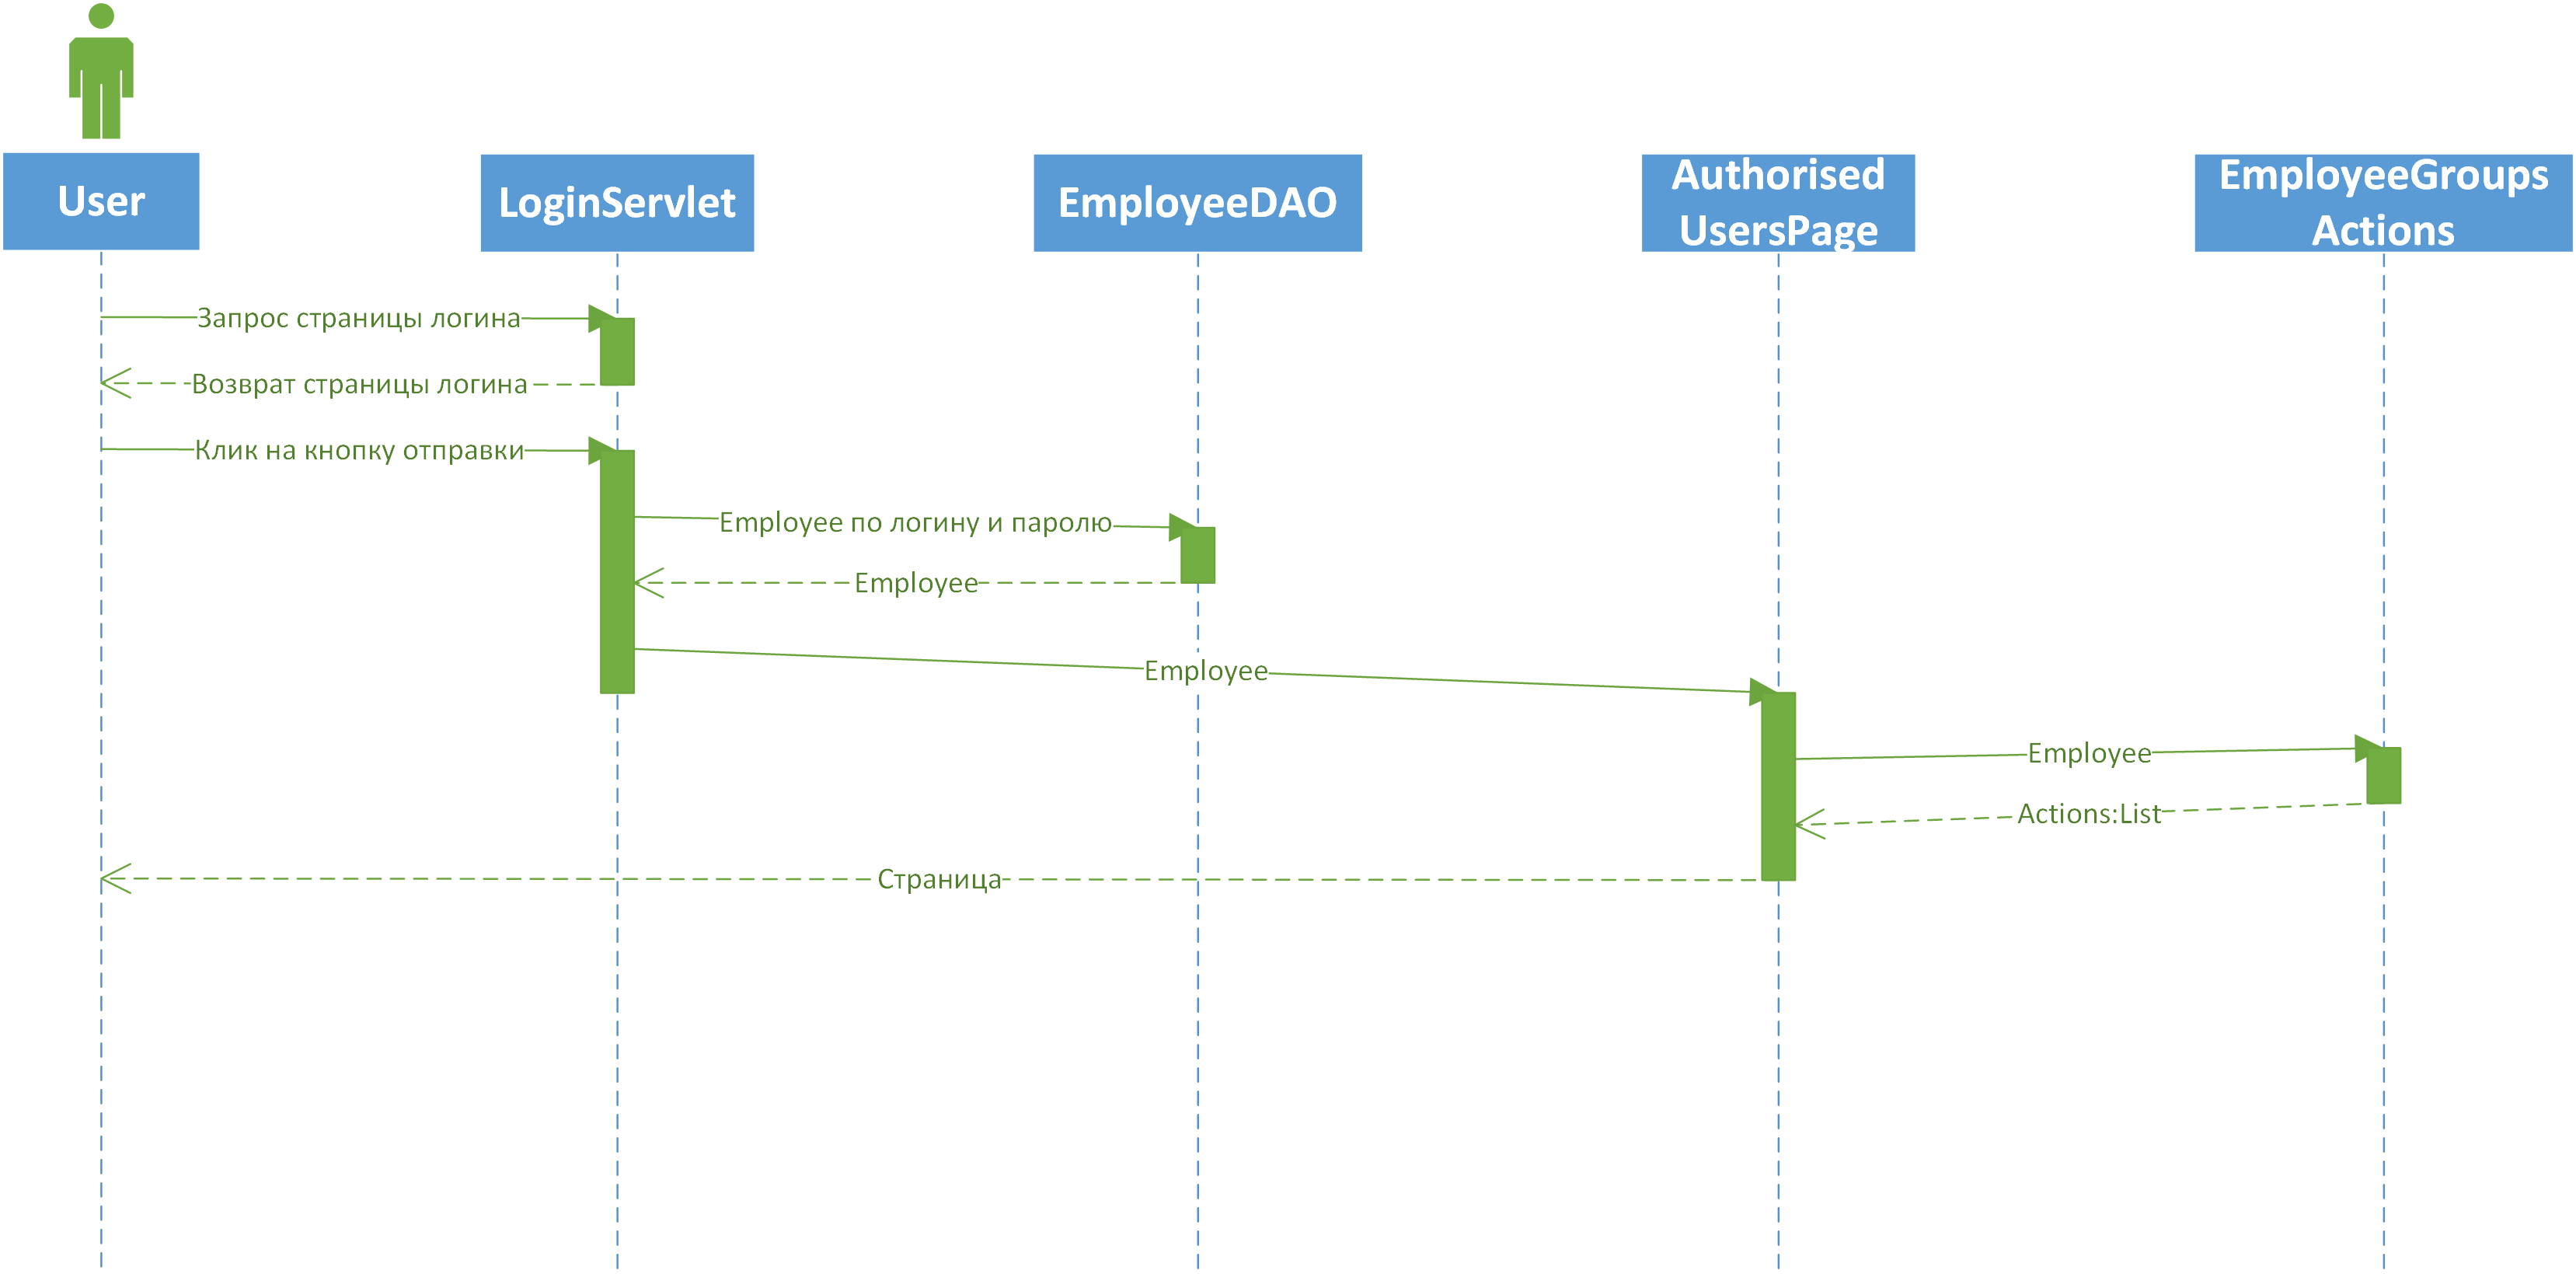 User
LoginServlet
EmployeeDAO
Authorised
UsersPage
EmployeeGroups
Actions
Запрос страницы логина
Возврат страницы логина
Клик на кнопку отправки
Employee по логину и паролю
Employee
Employee
Employee
Actions:List
Страница